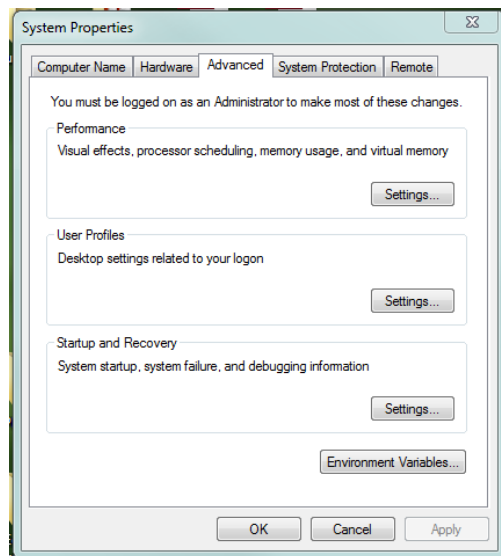 System Properties
Computer Name Hardware Advanced System Protection Remote
You must be logged on as an Administrator to make most of these changes.
Performance
Visual effects, processor scheduling, memory usage, and virtual memory
Settings...
User Profiles
Desktop settings related to your logon
Settings...
Startup and Recovery
System startup, system failure, and debugging information
Settings...
Environment Variables...
OK Cancel Apply